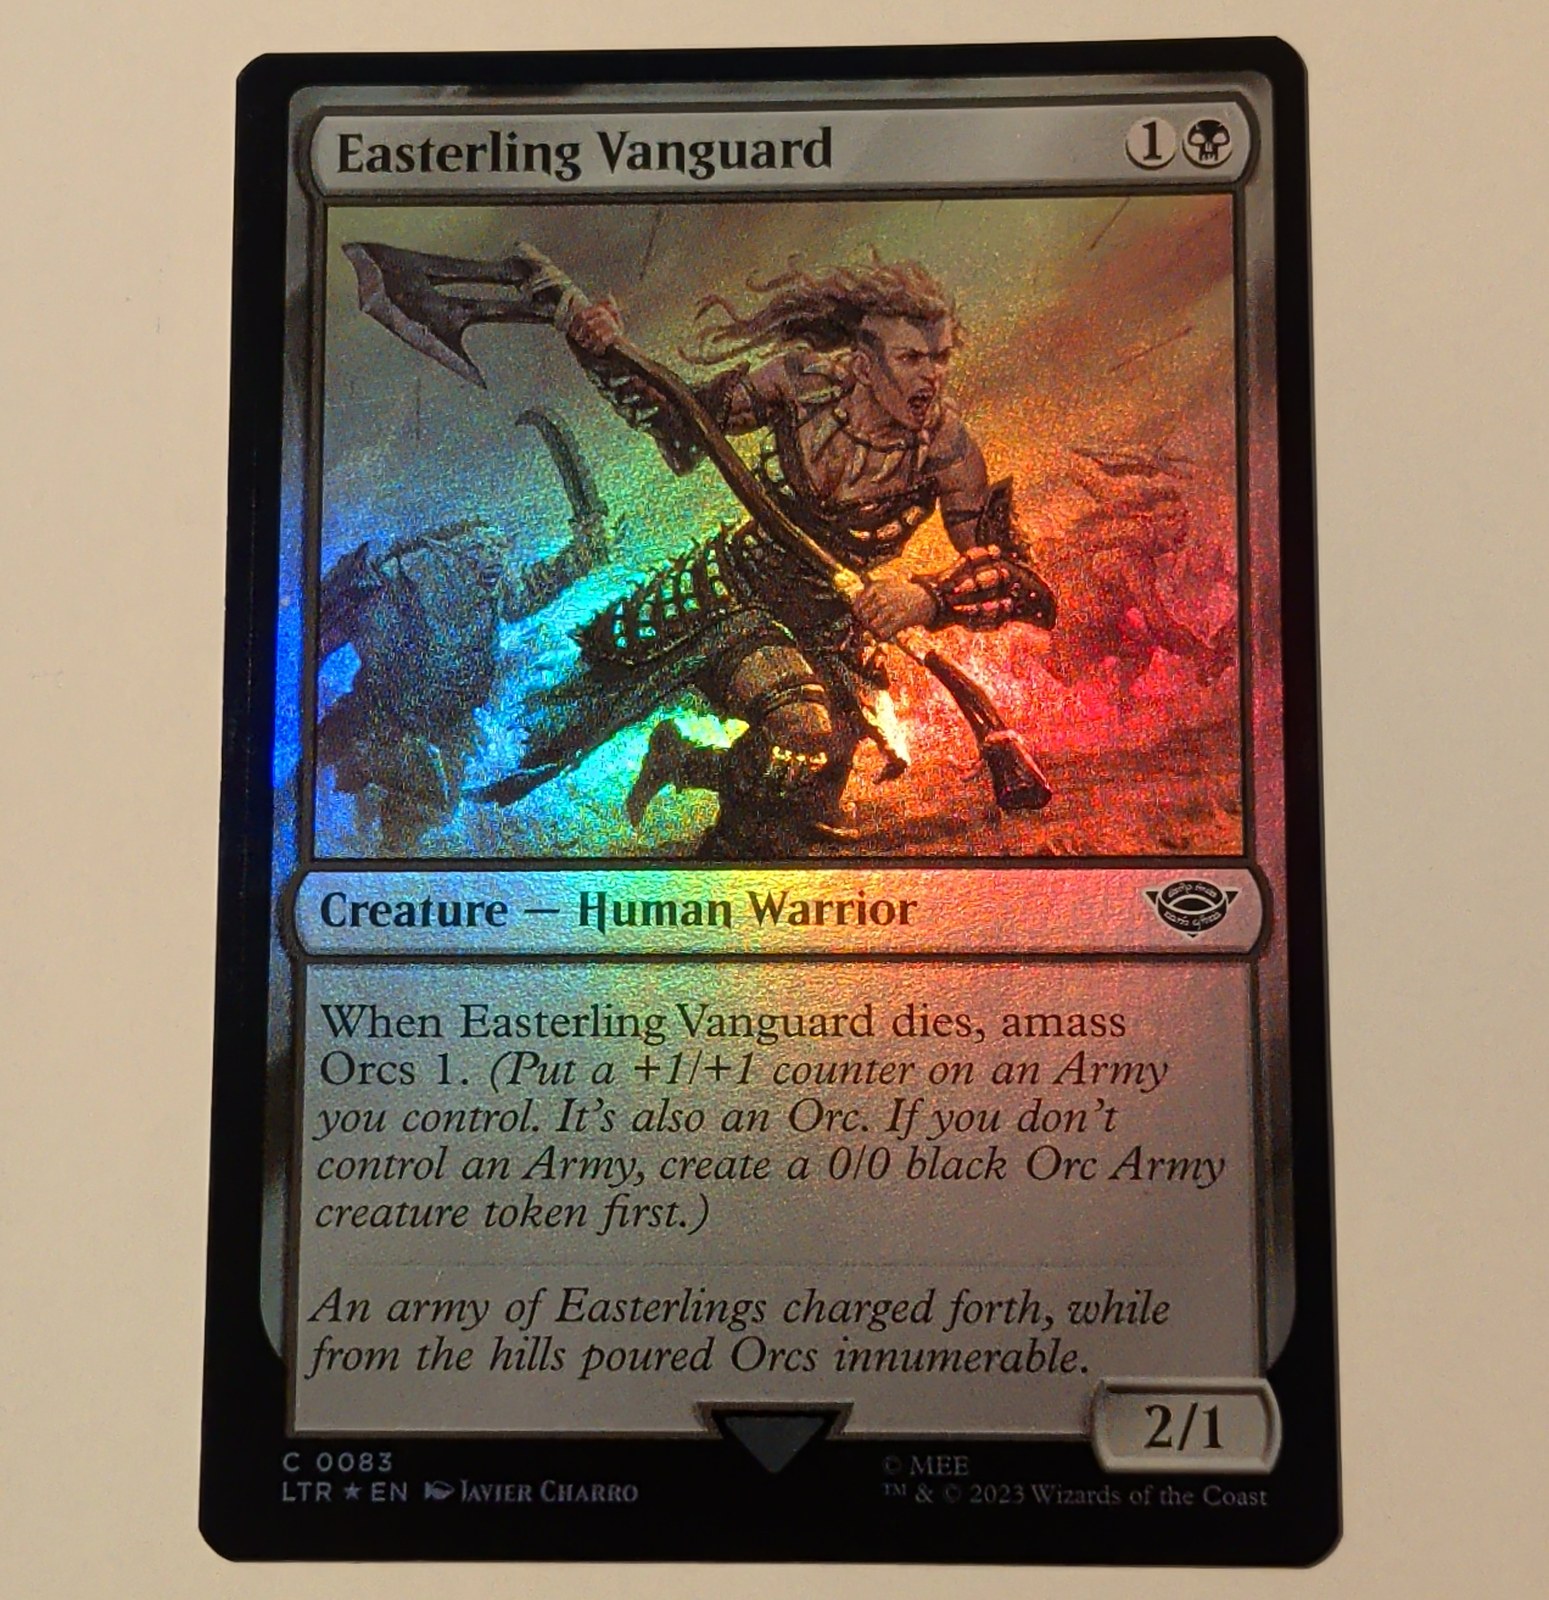 Easterling Vanguard 1
Creature — Human Warrior
When Easterling Vanguard dies, amass
Orcs 1. (Put a +1/+1 counter on an Army
you control. It's also an Orc. If you don't
control an Army, create a 0/0 black Orc Army
creature token first.)
An army of Easterlings charged forth, while
from the hills poured Orcs innumerable.
2/1
C 0083
LTR ★ EN JAVIER CHARRO
© MEE
™ & © 2023 Wizards of the Coast